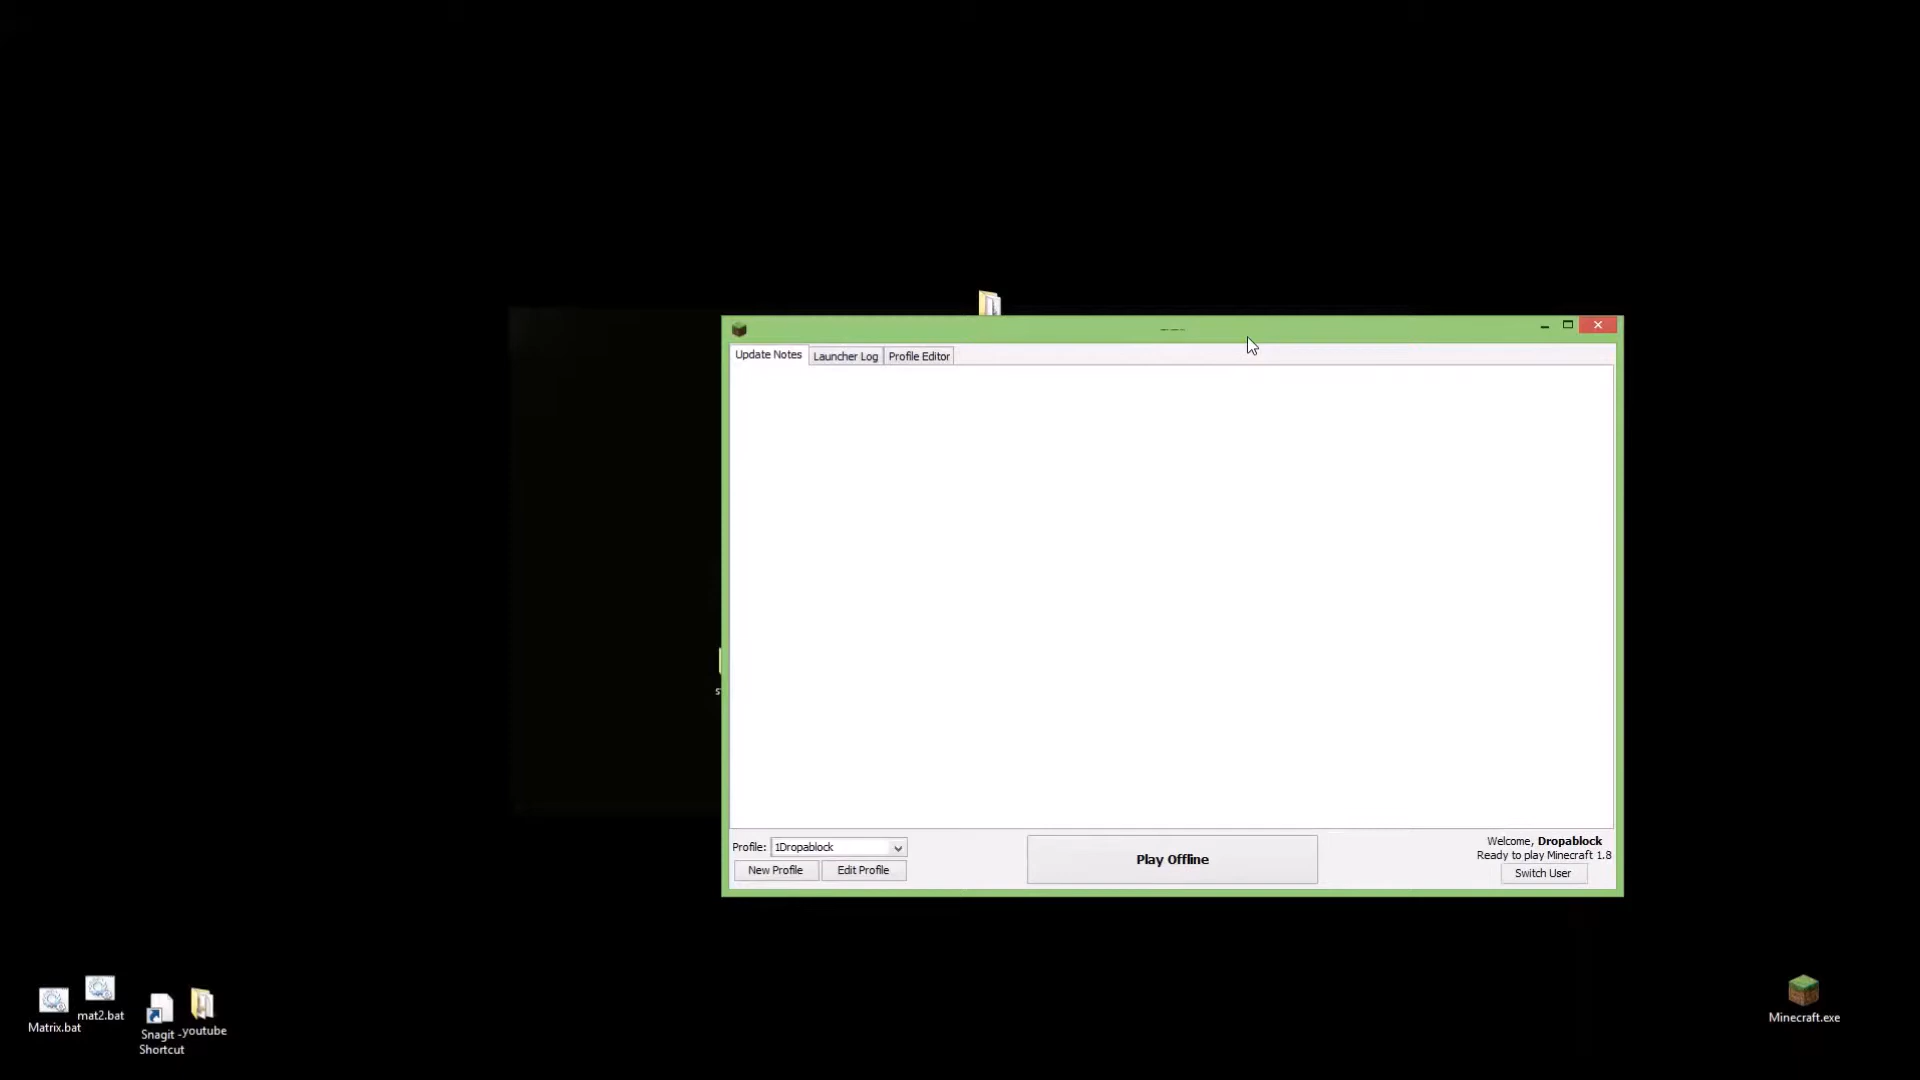 Update Notes
Launcher Log
Profile Editor
Profile:
1Dropablock
New Profile
Edit Profile
Play Offline
Welcome, Dropablock
Ready to play Minecraft 1.8
Switch User
Matrix.bat
mat2.bat
Snagit -
Shortcut
youtube
Minecraft.exe